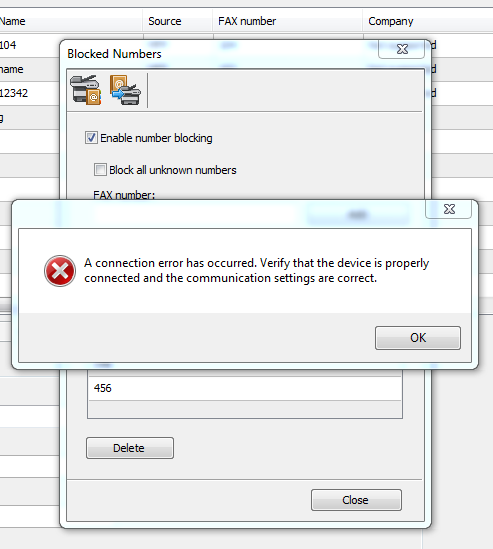 Name Source FAX number Company
104
name
12342
g
Blocked Numbers
Enable number blocking
Block all unknown numbers
FAX number:
A connection error has occurred. Verify that the device is properly
connected and the communication settings are correct.
OK
456
Delete
Close